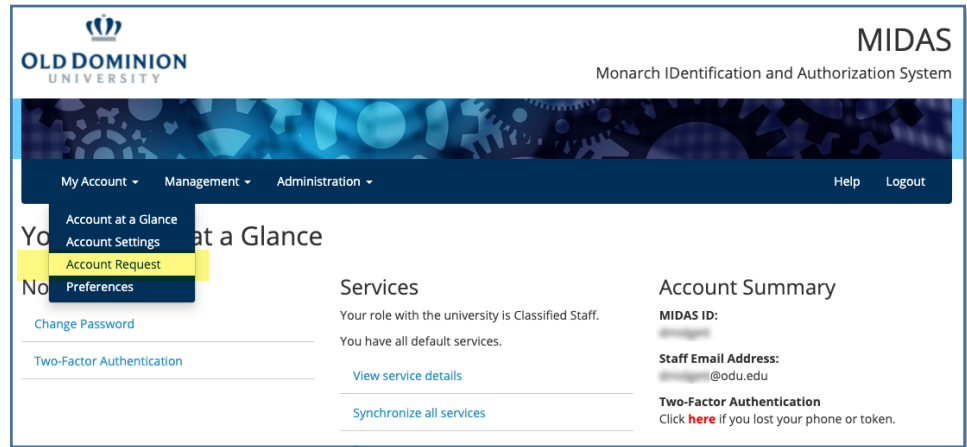 OLD DOMINION
UNIVERSITY
MIDAS
Monarch IDentification and Authorization System
My Account Management Administration Help Logout
Account at a Glance
Account Settings
Account Request
Preferences
Yo at a Glance
No
Change Password
Two-Factor Authentication
Services
Your role with the university is Classified Staff.
You have all default services.
View service details
Synchronize all services
Account Summary
MIDAS ID:
Staff Email Address:
@odu.edu
Two-Factor Authentication
Click here if you lost your phone or token.